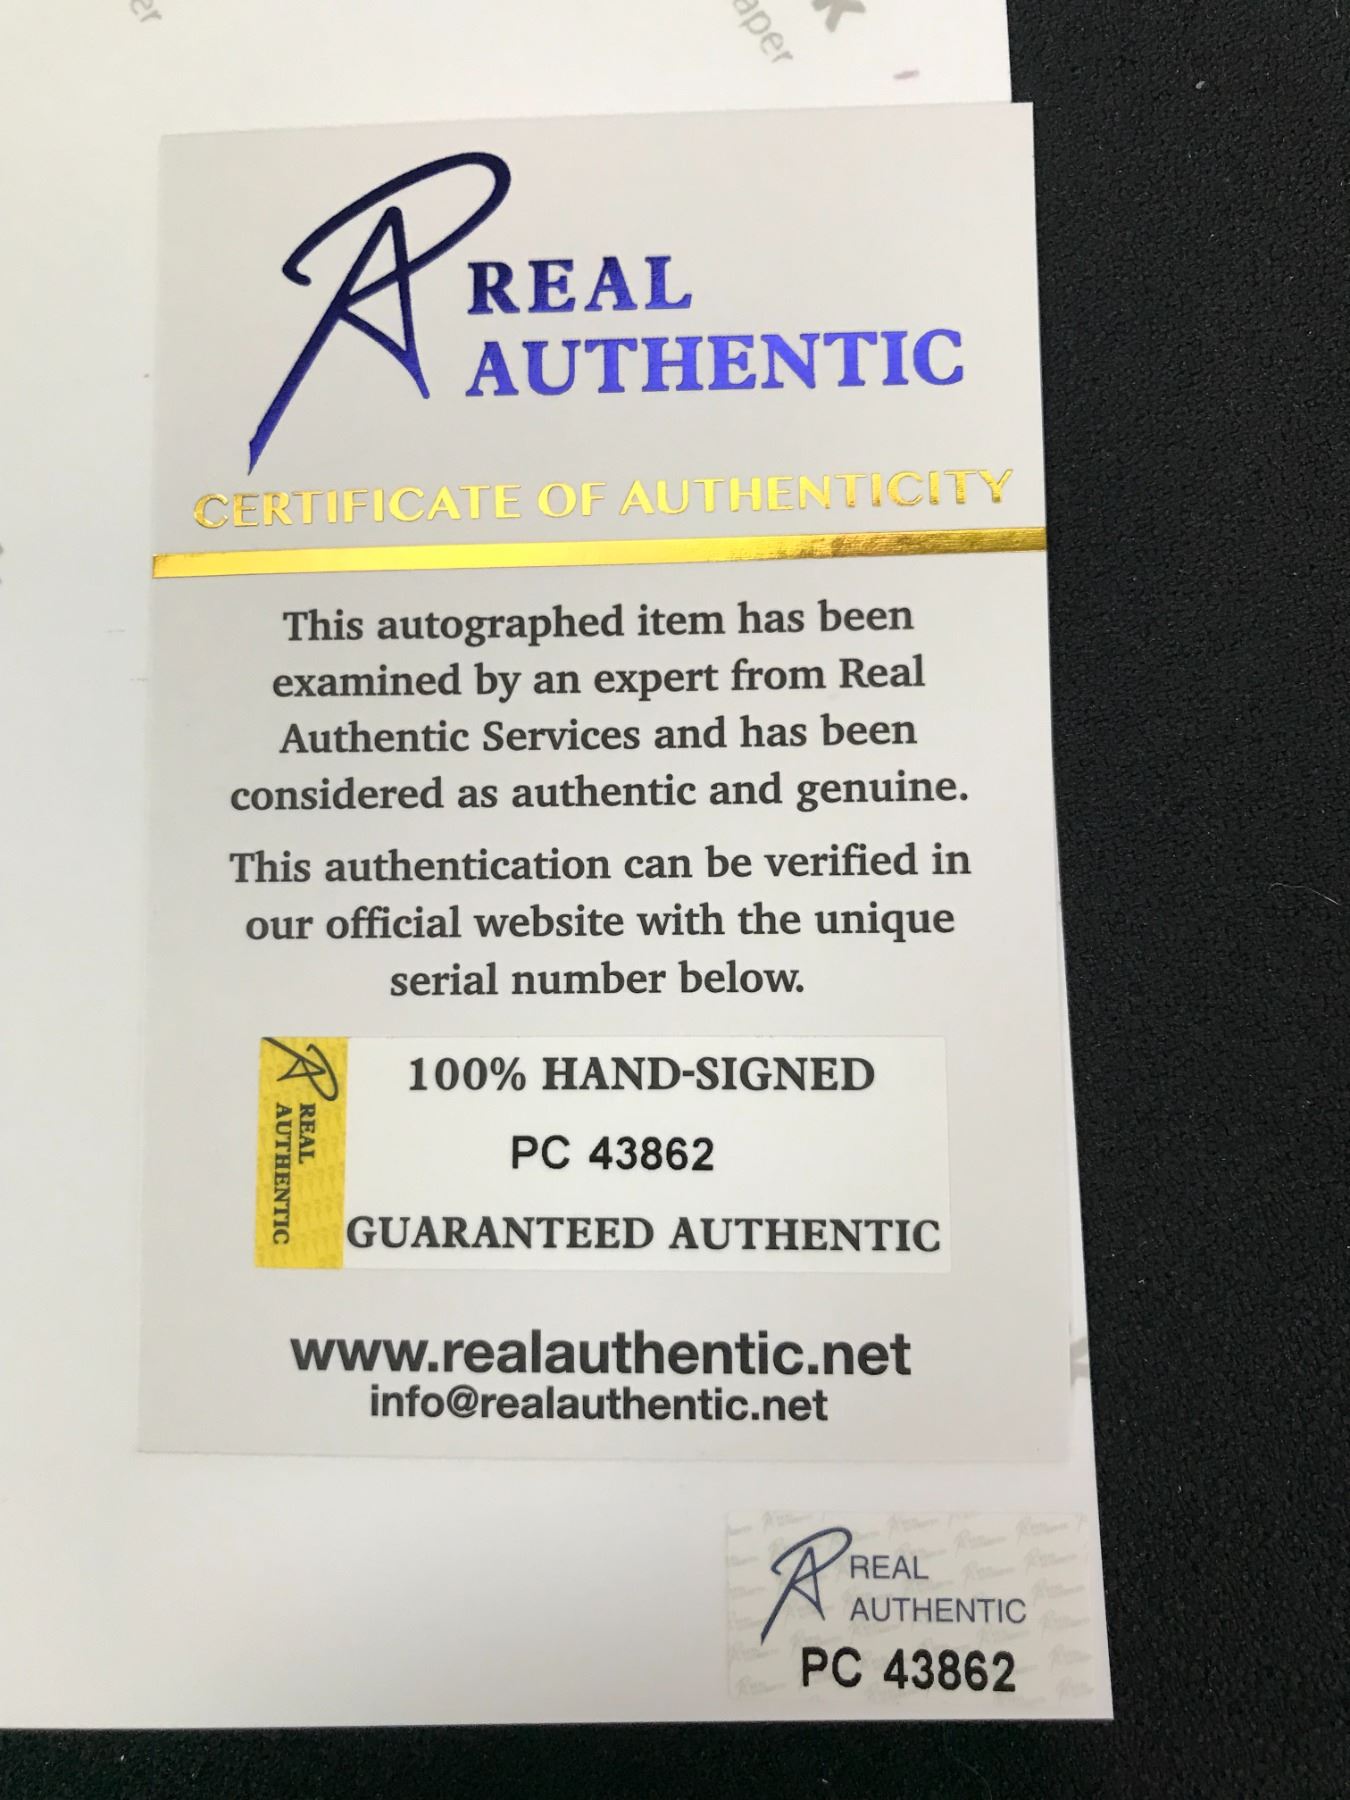 er
aper
REAL
AUTHENTIC
CERTIFICATE OF AUTHENTICITY
This autographed item has been
examined by an expert from Real
Authentic Services and has been
considered as authentic and genuine.
This authentication can be verified in
our official website with the unique
serial number below.
REAL
AUTHENTIC
100% HAND-SIGNED
PC 43862
GUARANTEED AUTHENTIC
www.realauthentic.net
info@realauthentic.net
REAL
AUTHENTIC
PC 43862